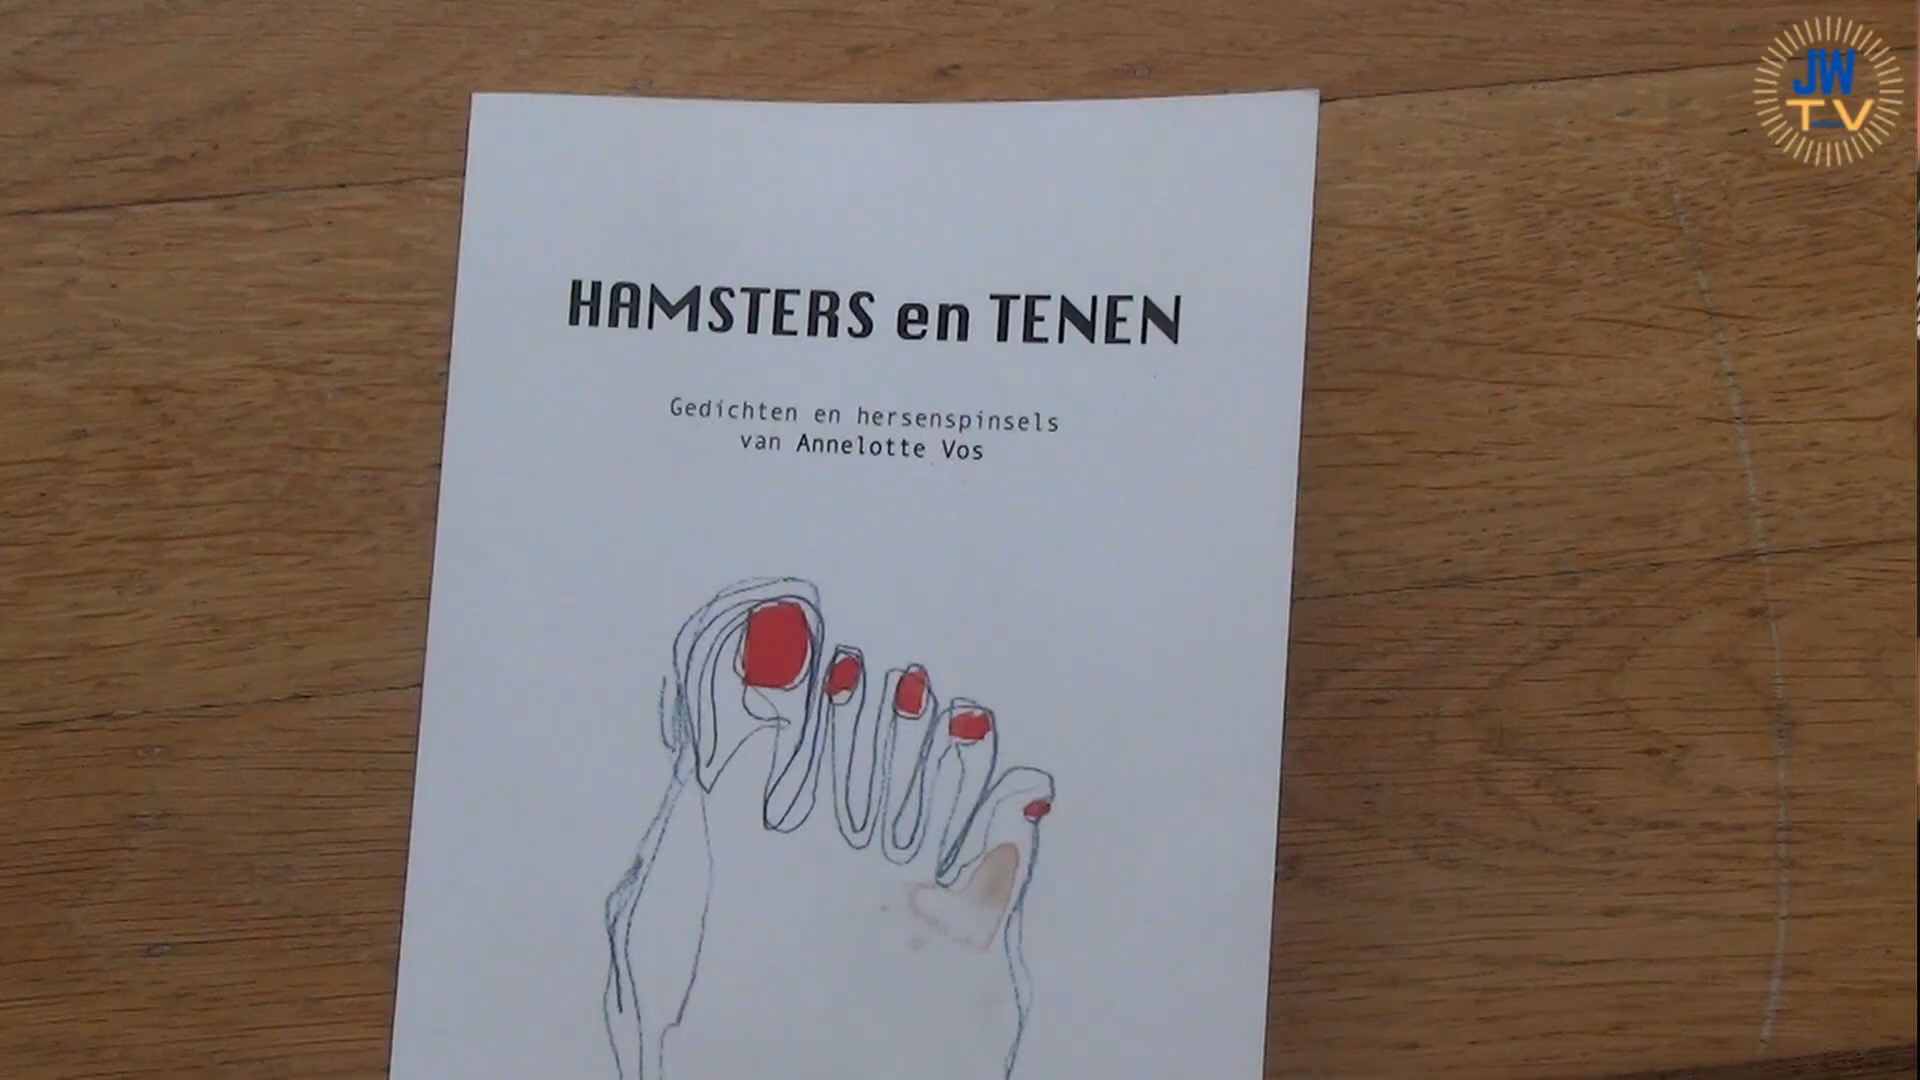 JW
TV
HAMSTERS en TENEN
Gedichten en hersenspinsels
van Annelotte Vos